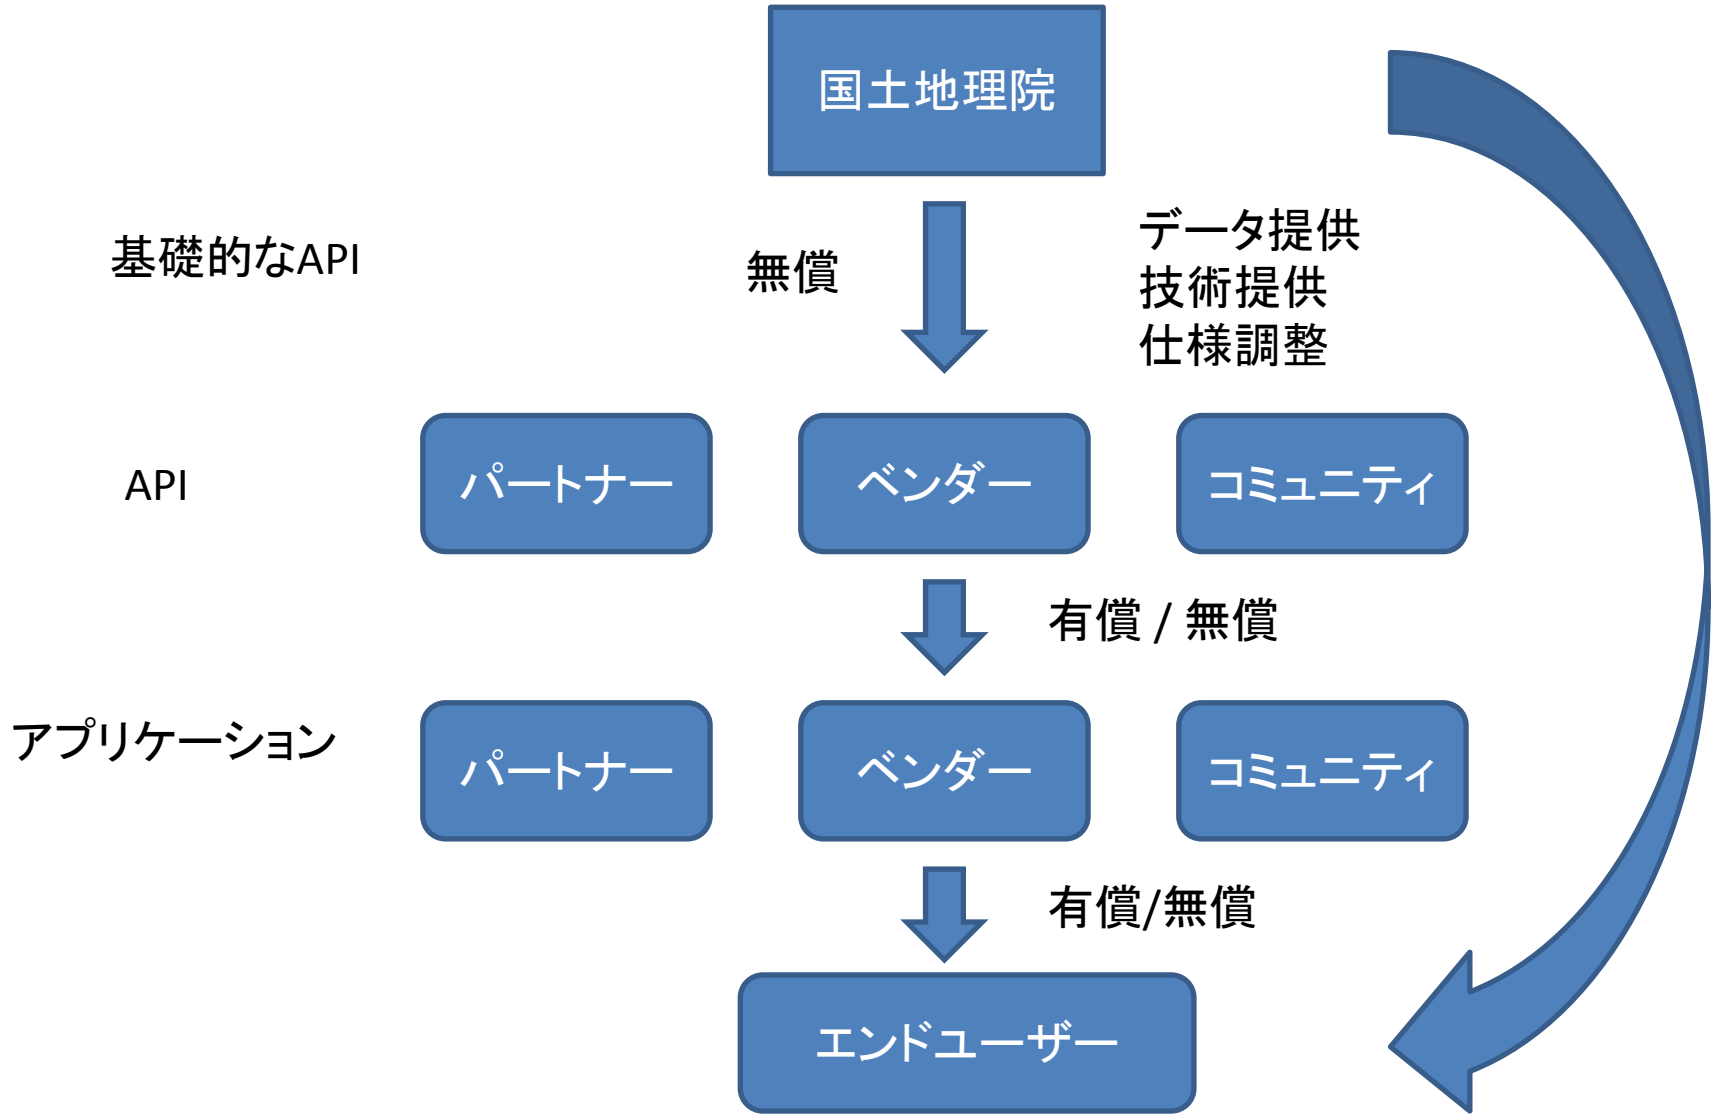 国土地理院
基礎的なAPI
無償
データ提供
技術提供
仕様調整
API
パートナー
ベンダー
コミュニティ
有償 / 無償
アプリケーション
パートナー
ベンダー
コミュニティ
有償/無償
エンドユーザー